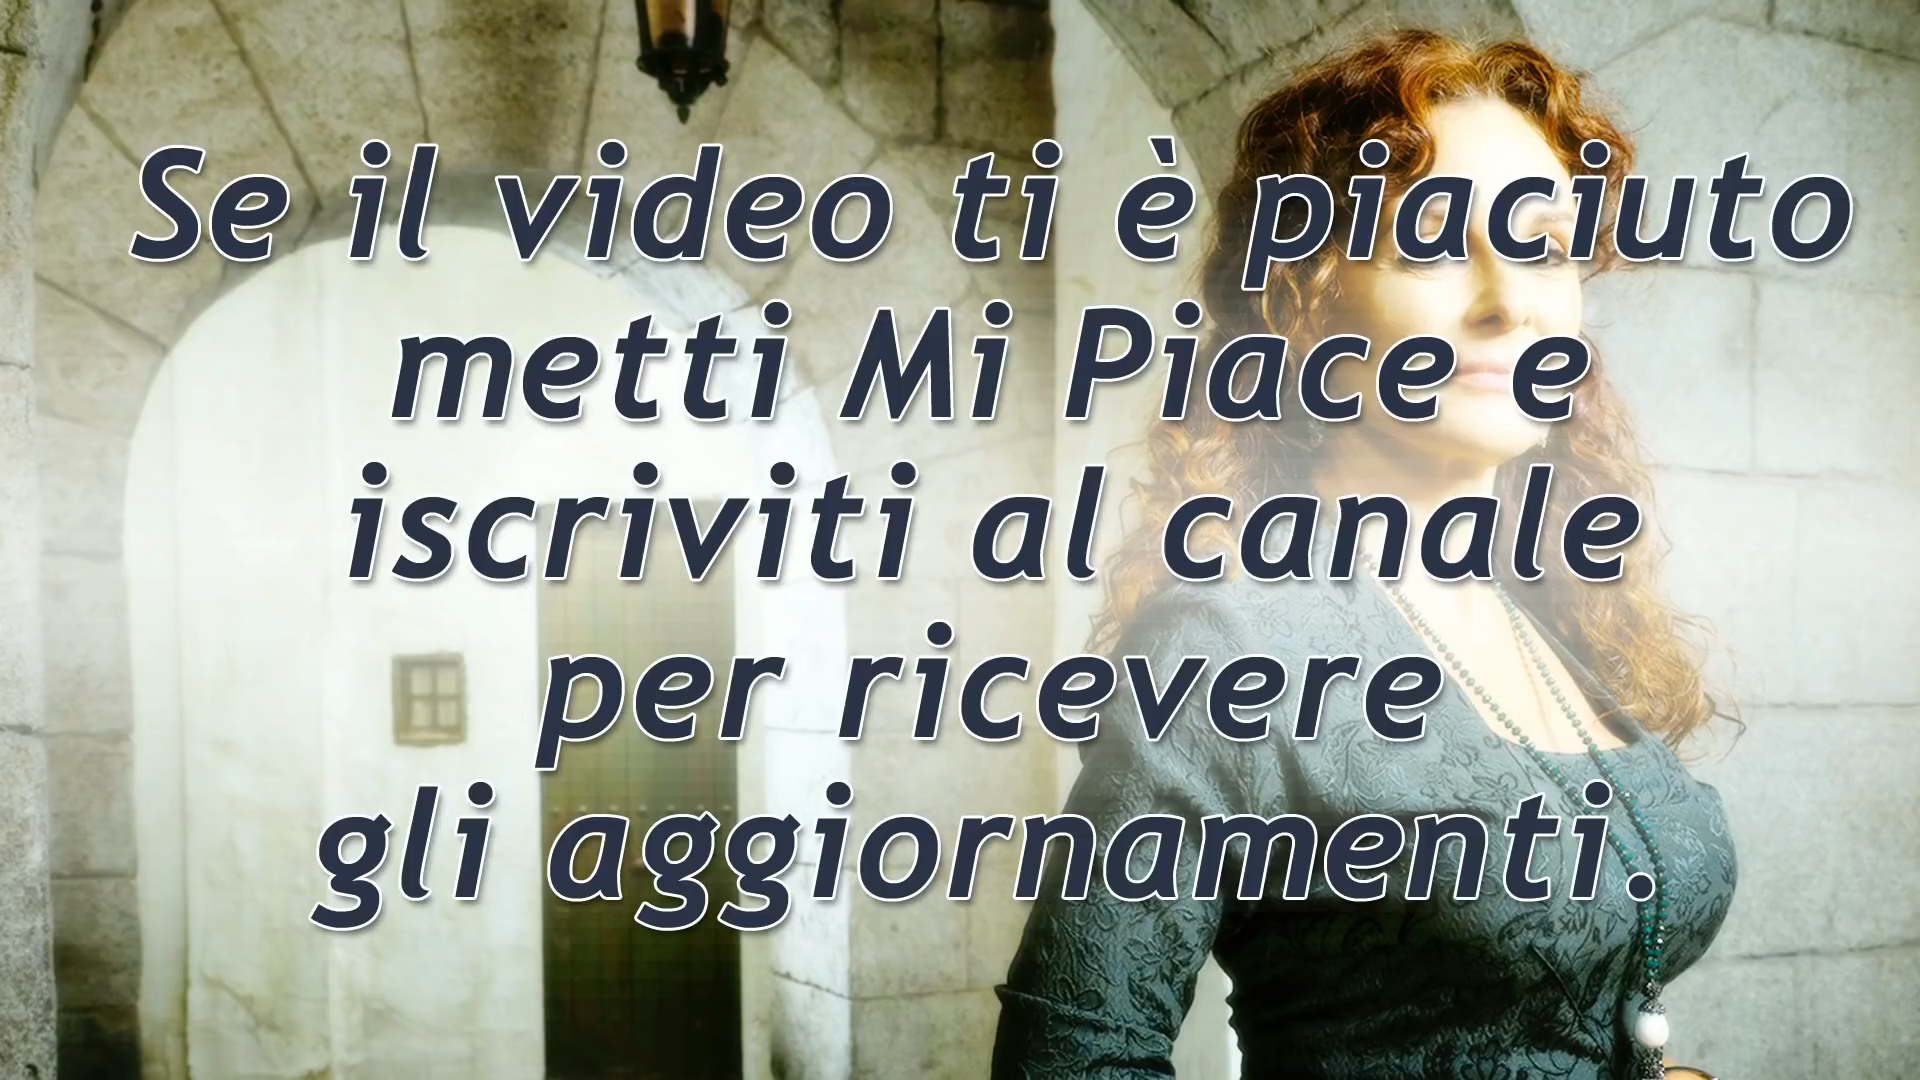 Se il video ti è piaciuto
metti Mi Piace e
iscriviti al canale
per ricevere
gli aggiornamenti.